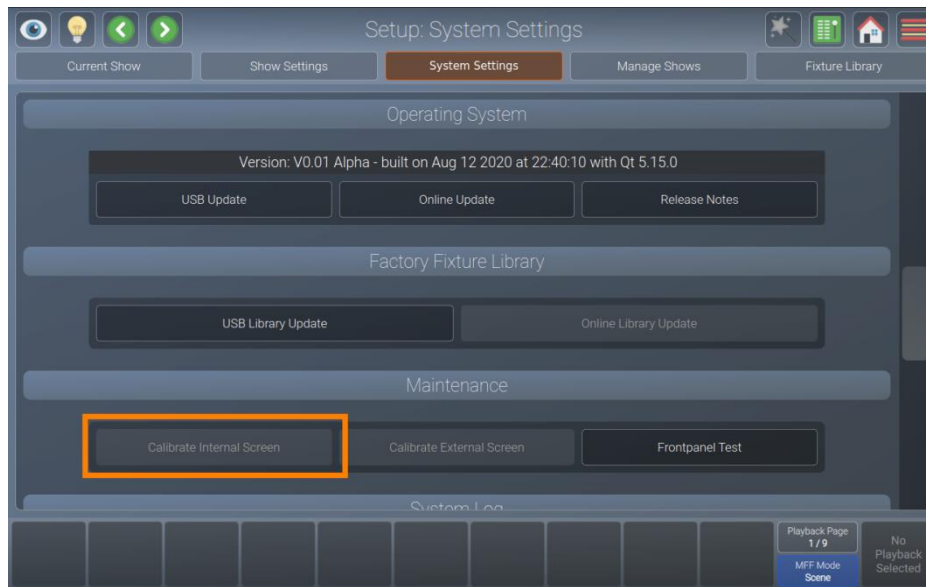 Setup: System Settings
Current Show
Show Settings
System Settings
Manage Shows
Fixture Library
Operating System
Version: V0.01 Alpha - built on Aug 12 2020 at 22:40:10 with Qt 5.15.0
USB Update
Online Update
Release Notes
Factory Fixture Library
USB Library Update
Online Library Update
Maintenance
Calibrate Internal Screen
Calibrate External Screen
Frontpanel Test
System Log
Playback Page
1 / 9
MFF Mode
Scene
No
Playback
Selected